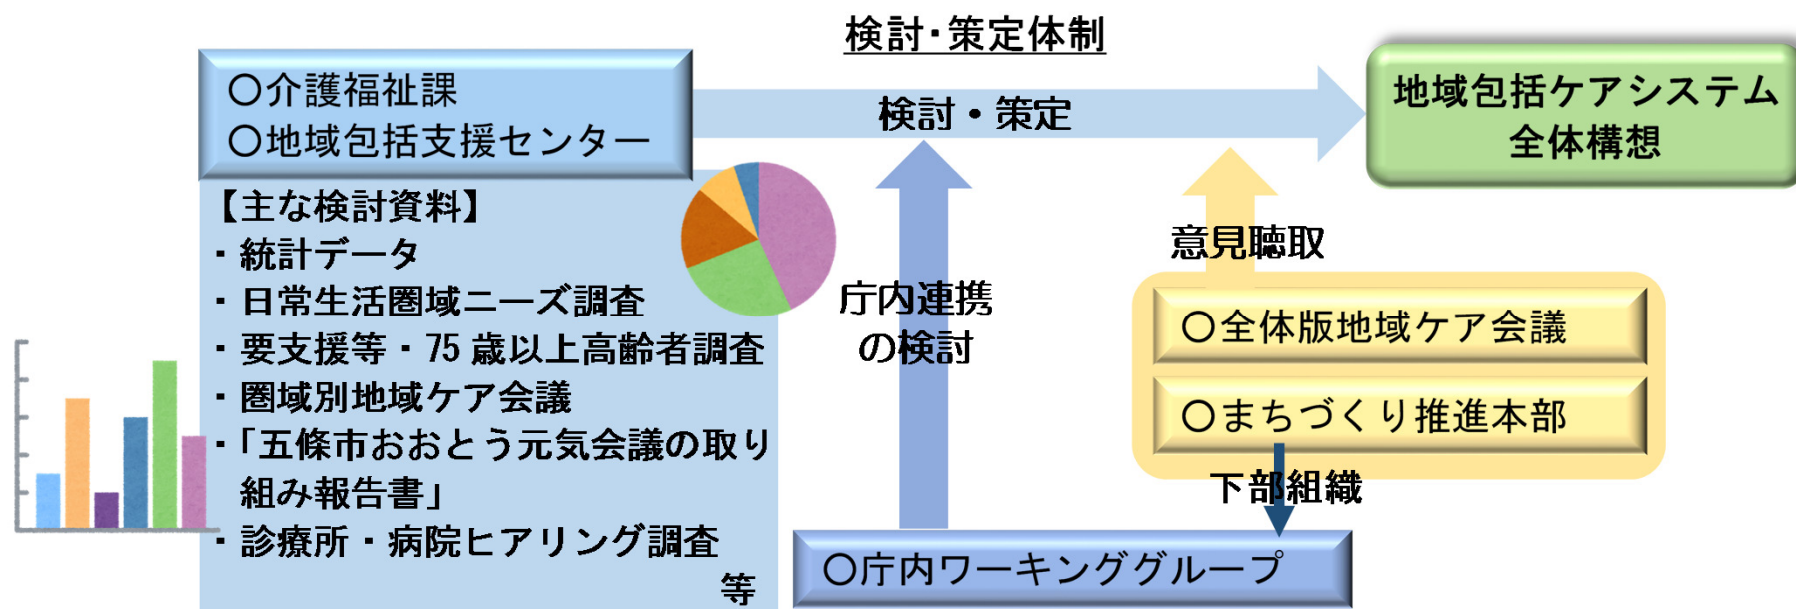 検討・策定体制
○介護福祉課
○地域包括支援センター
検討・策定
地域包括ケアシステム
全体構想
【主な検討資料】
・統計データ
・日常生活圏域ニーズ調査
・要支援等・75歳以上高齢者調査
・圏域別地域ケア会議
・「五條市おおとう元気会議の取り
組み報告書」
・診療所・病院ヒアリング調査
等
庁内連携
の検討
意見聴取
○全体版地域ケア会議
○まちづくり推進本部
下部組織
○庁内ワーキンググループ